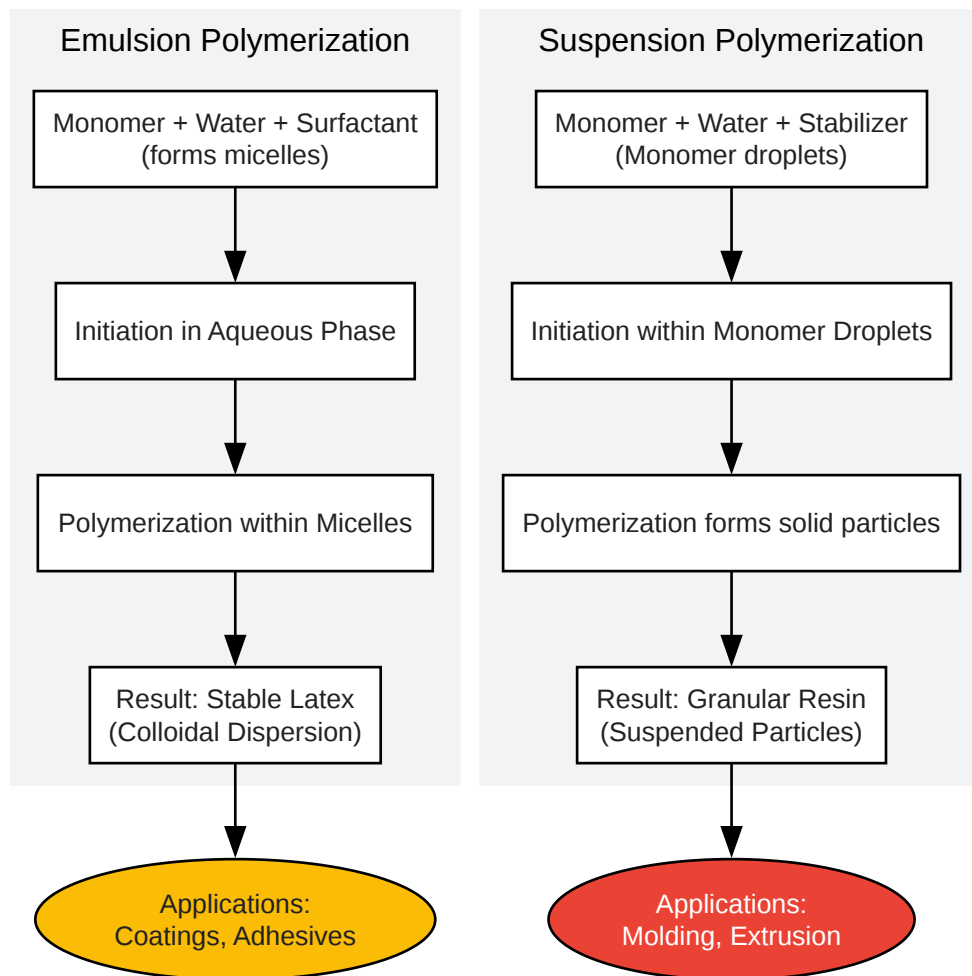 Emulsion Polymerization
Monomer + Water + Surfactant
(forms micelles)
Initiation in Aqueous Phase
Polymerization within Micelles
Result: Stable Latex
(Colloidal Dispersion)
Applications:
Coatings, Adhesives
Suspension Polymerization
Monomer + Water + Stabilizer
(Monomer droplets)
Initiation within Monomer Droplets
Polymerization forms solid particles
Result: Granular Resin
(Suspended Particles)
Applications:
Molding, Extrusion